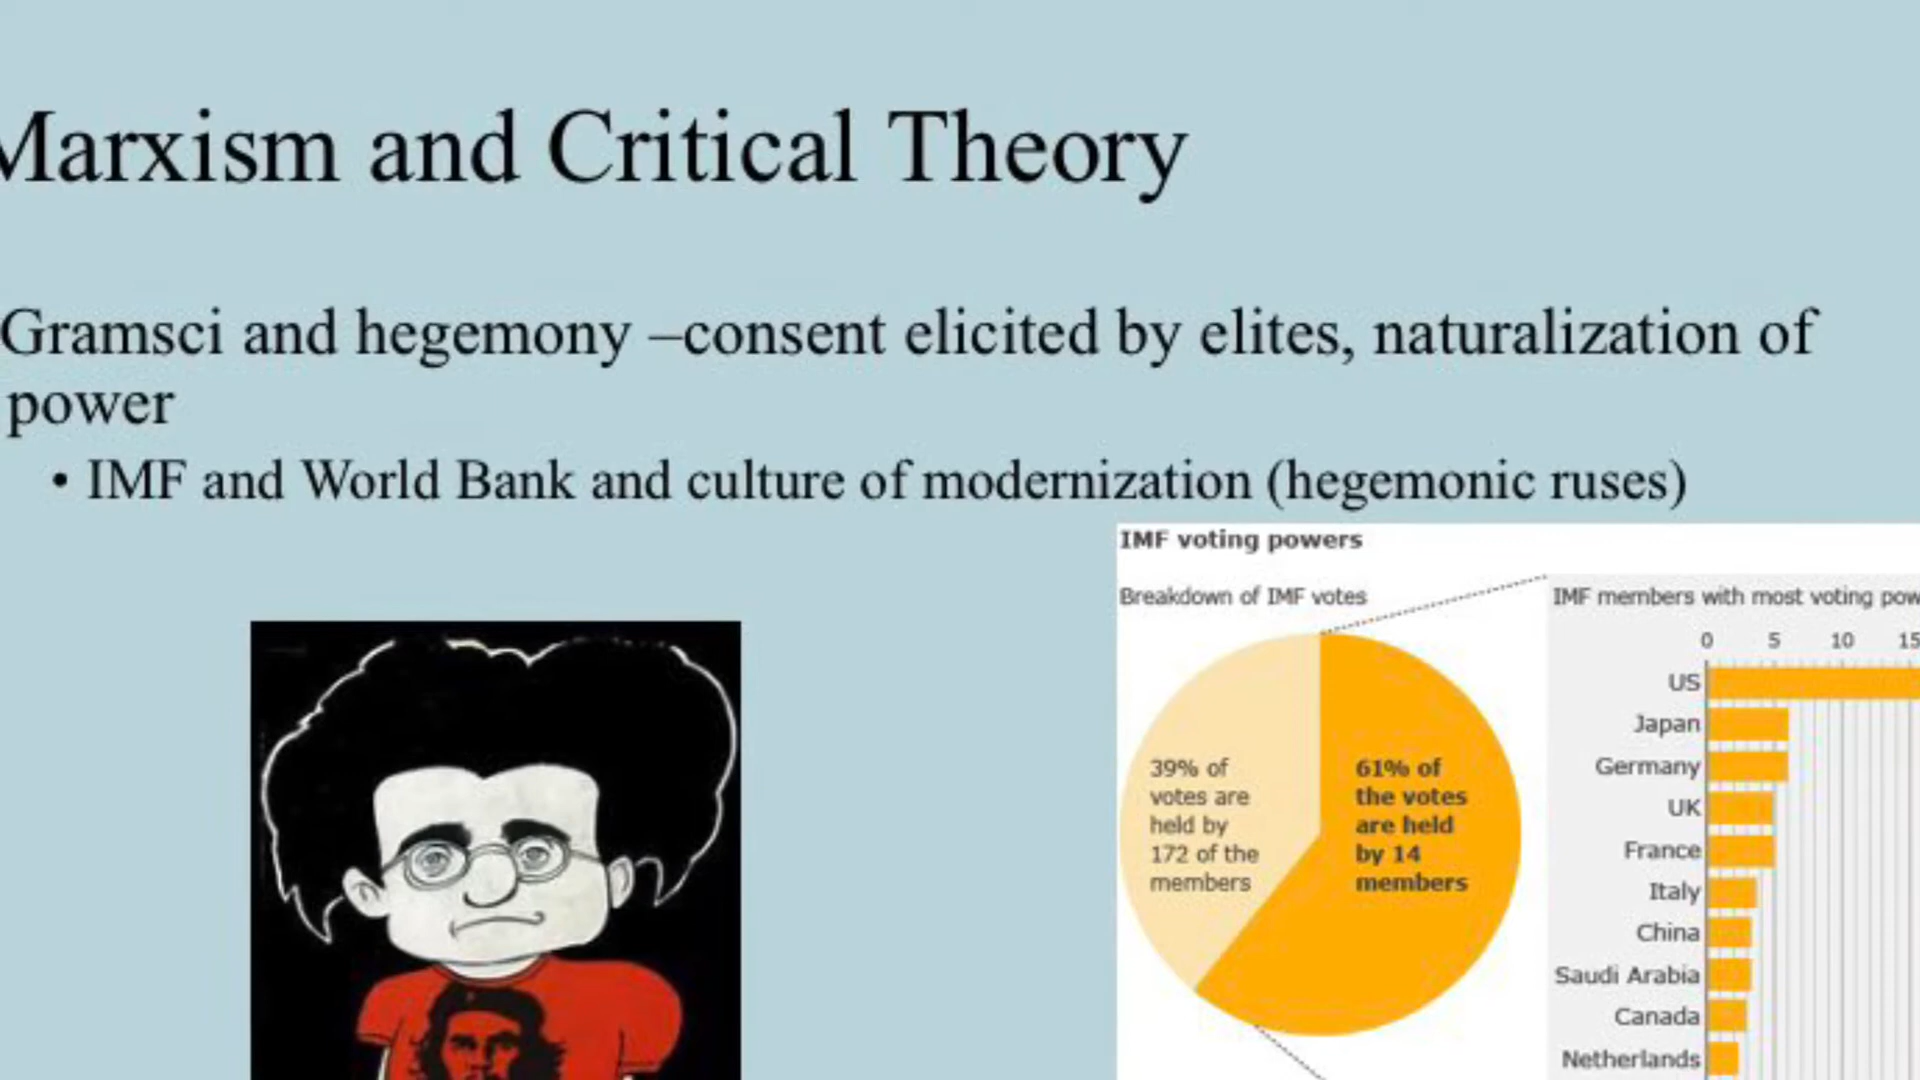 Marxism and Critical Theory
Gramsci and hegemony –consent elicited by elites, naturalization of
power
• IMF and World Bank and culture of modernization (hegemonic ruses)
IMF voting powers
Breakdown of IMF votes
39% of
votes are
held by
172 of the
members
61% of
the votes
are held
by 14
members
IMF members with most voting pow
0 5 10 15
US
Japan
Germany
UK
France
Italy
China
Saudi Arabia
Canada
Netherlands